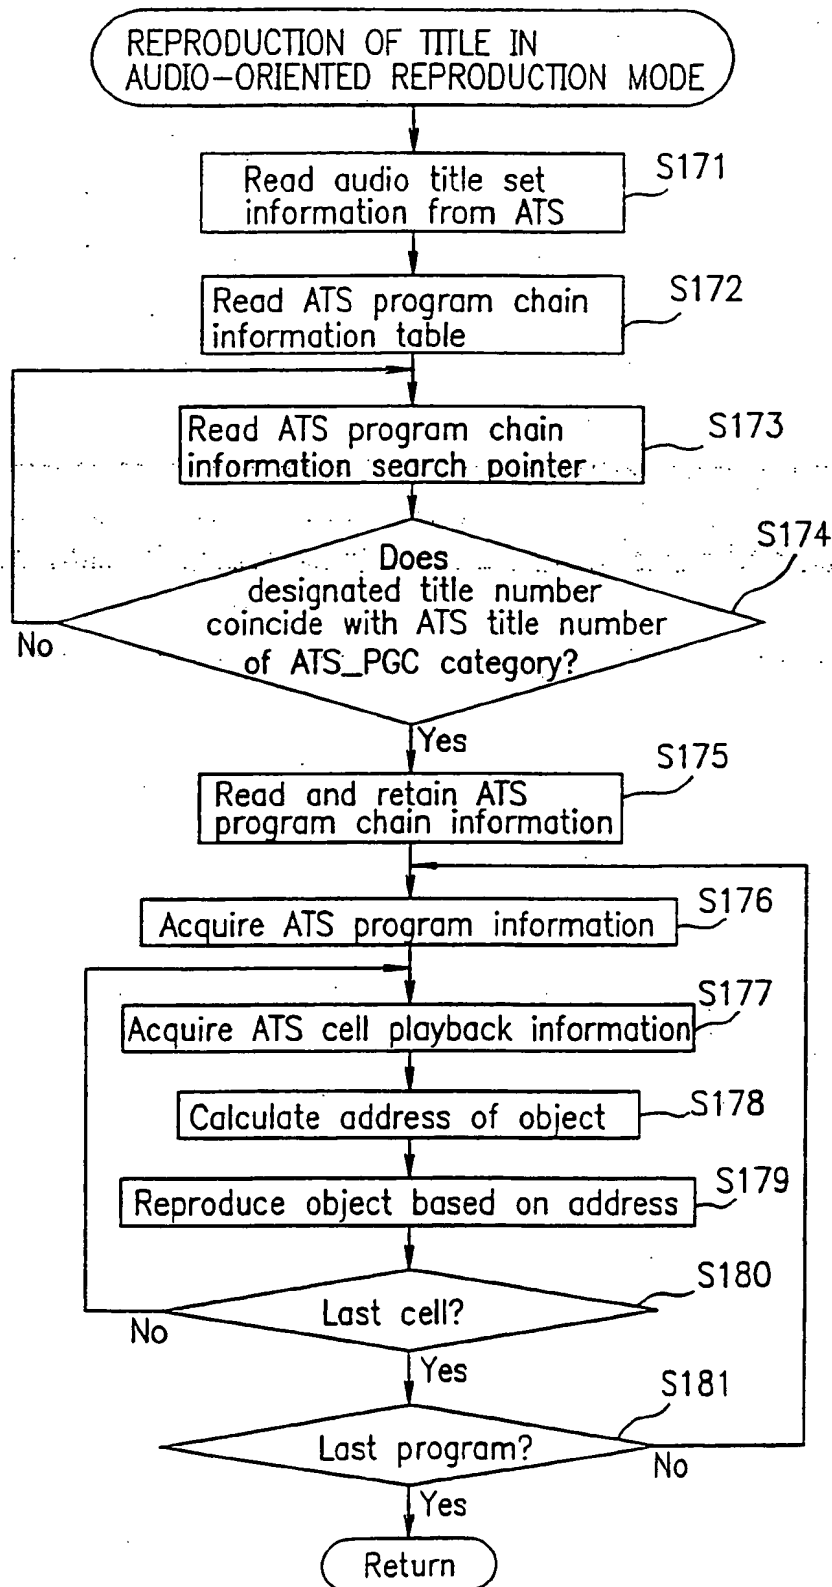 REPRODUCTION OF TITLE IN
AUDIO-ORIENTED REPRODUCTION MODE
Read audio title set
information from ATS
S171
Read ATS program chain
information table
S172
Read ATS program chain
information search pointer
S173
Does
designated title number
coincide with ATS title number
of ATS_PGC category?
S174
No
Yes
Read and retain ATS
program chain information
S175
Acquire ATS program information
S176
Acquire ATS cell playback information
S177
Calculate address of object
S178
Reproduce object based on address
S179
Last cell?
S180
No
Yes
Last program?
S181
No
Yes
Return